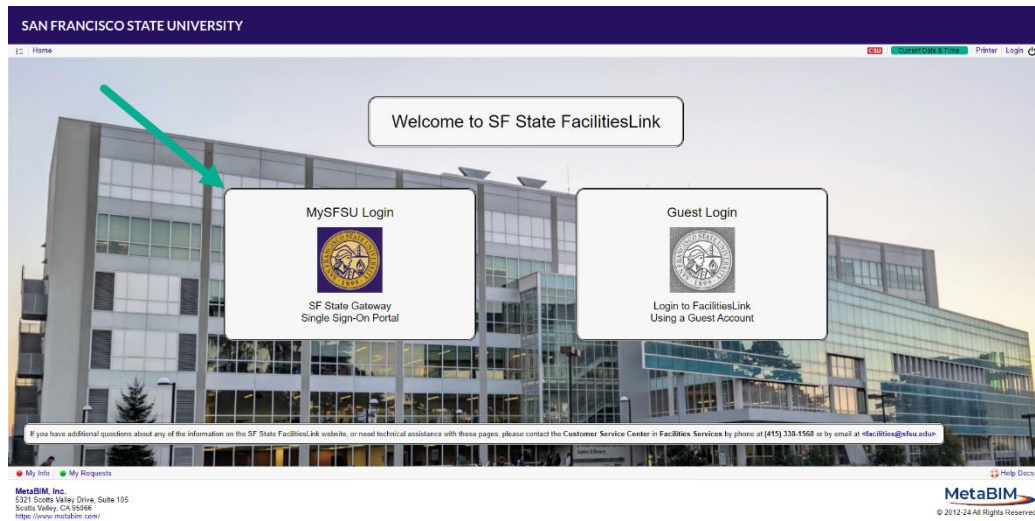 SAN FRANCISCO STATE UNIVERSITY
Home
CSU
Current Date & Time
Printer
Login
Welcome to SF State FacilitiesLink
MySFSU Login
SF State Gateway
Single Sign-On Portal
Guest Login
Login to FacilitiesLink
Using a Guest Account
If you have additional questions about any of the information on the SF State FacilitiesLink website, or need technical assistance with these pages, please contact the Customer Service Center in Facilities Services by phone at (415) 338-1568 or by email at <facilities@sfsu.edu>
My Info
My Requests
Help Docs
MetaBIM, Inc.
5321 Scotts Valley Drive, Suite 105
Scotts Valley, CA 95066
https://www.metabim.com/
MetaBIM
© 2012-24 All Rights Reserved